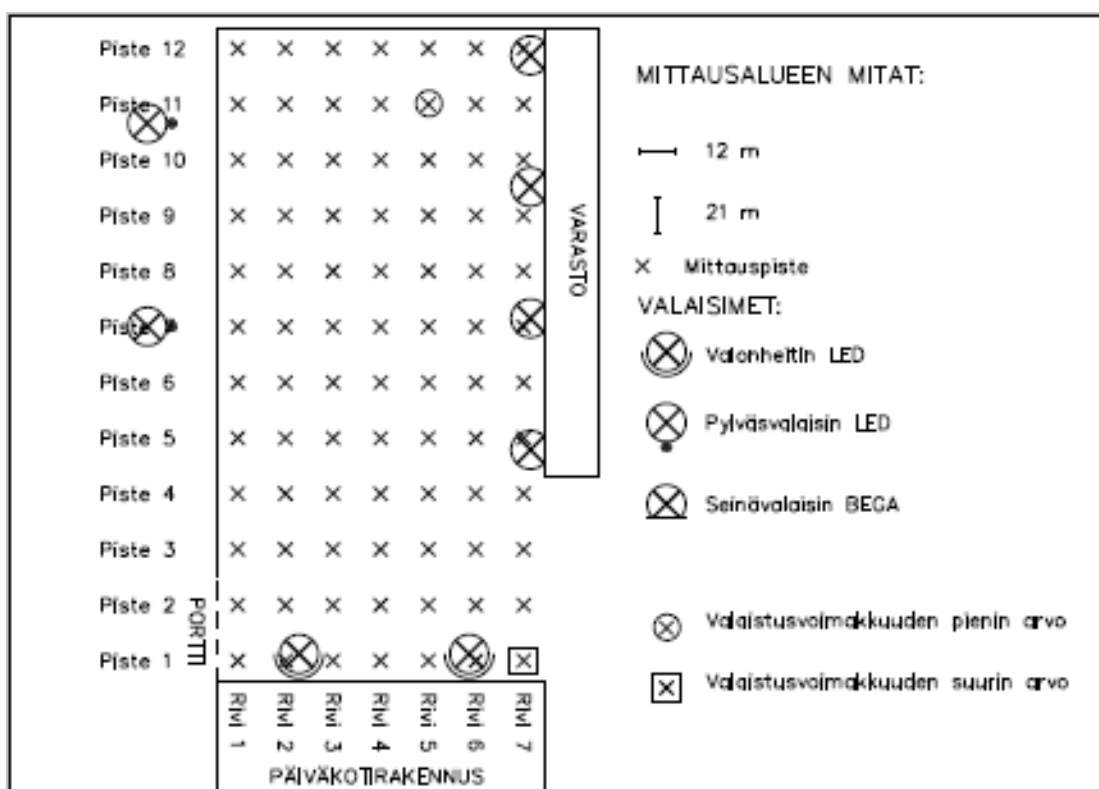 Piste 12
Piste 11
Piste 10
Piste 9
Piste 8
Piste
Piste 6
Piste 5
Piste 4
Piste 3
Piste 2
Piste 1
PORTTI
Rivi 1
Rivi 2
Rivi 3
Rivi 4
Rivi 5
Rivi 6
Rivi 7
PÄIVÄKOTIRAKENNUS
VARASTO
MITTAUSALUEEN MITAT:
12 m
21 m
Mittauspiste
VALAISIMET:
Valonheitin LED
Pylväsvalaisin LED
Seinävalaisin BEGA
Valaistusvoimakkuuden pienin arvo
Valaistusvoimakkuuden suurin arvo